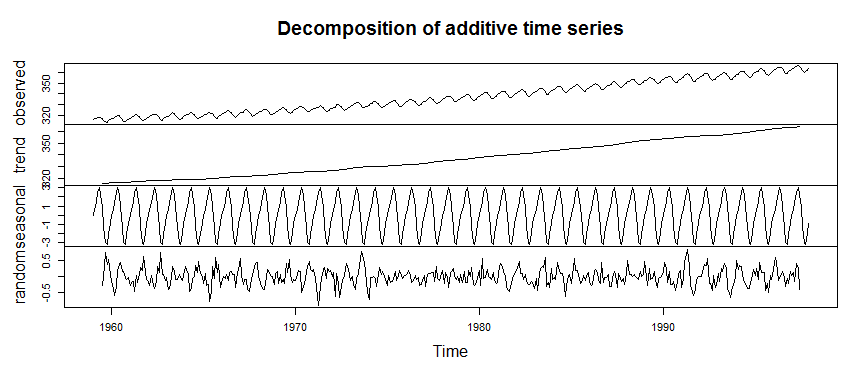 Decomposition of additive time series
observed
350
320
trend
350
320
seasonal
3
1
-1
-3
random
0.5
-0.5
1960 1970 1980 1990
Time